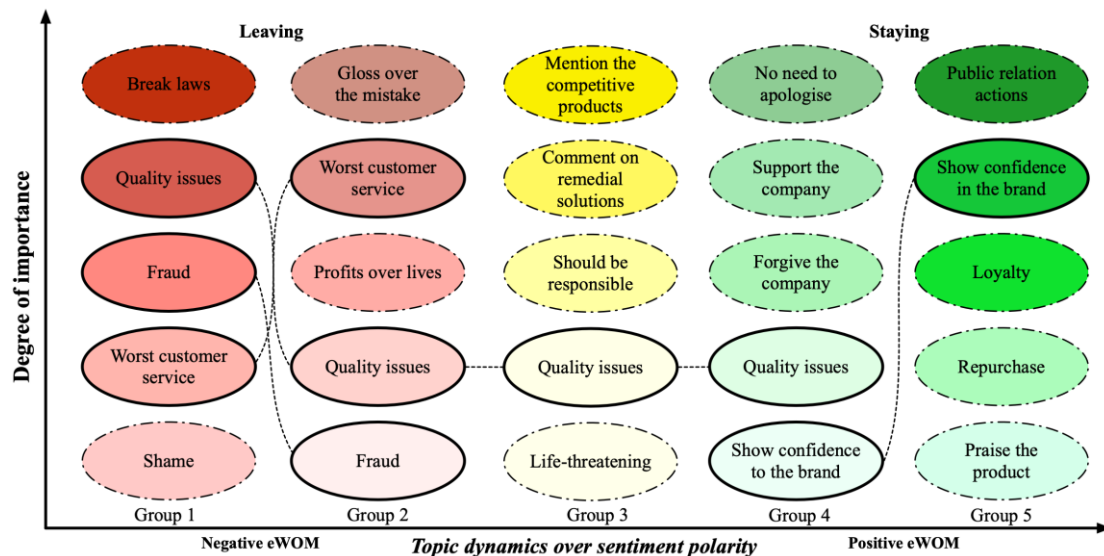 Leaving
Staying
Degree of importance
Break laws
Gloss over
the mistake
Mention the
competitive
products
No need to
apologise
Public relation
actions
Quality issues
Worst customer
service
Comment on
remedial
solutions
Support the
company
Show confidence
in the brand
Fraud
Profits over lives
Should be
responsible
Forgive the
company
Loyalty
Worst customer
service
Quality issues
Quality issues
Quality issues
Repurchase
Shame
Fraud
Life-threatening
Show confidence
to the brand
Praise the
product
Group 1
Group 2
Group 3
Group 4
Group 5
Negative eWOM
Topic dynamics over sentiment polarity
Positive eWOM